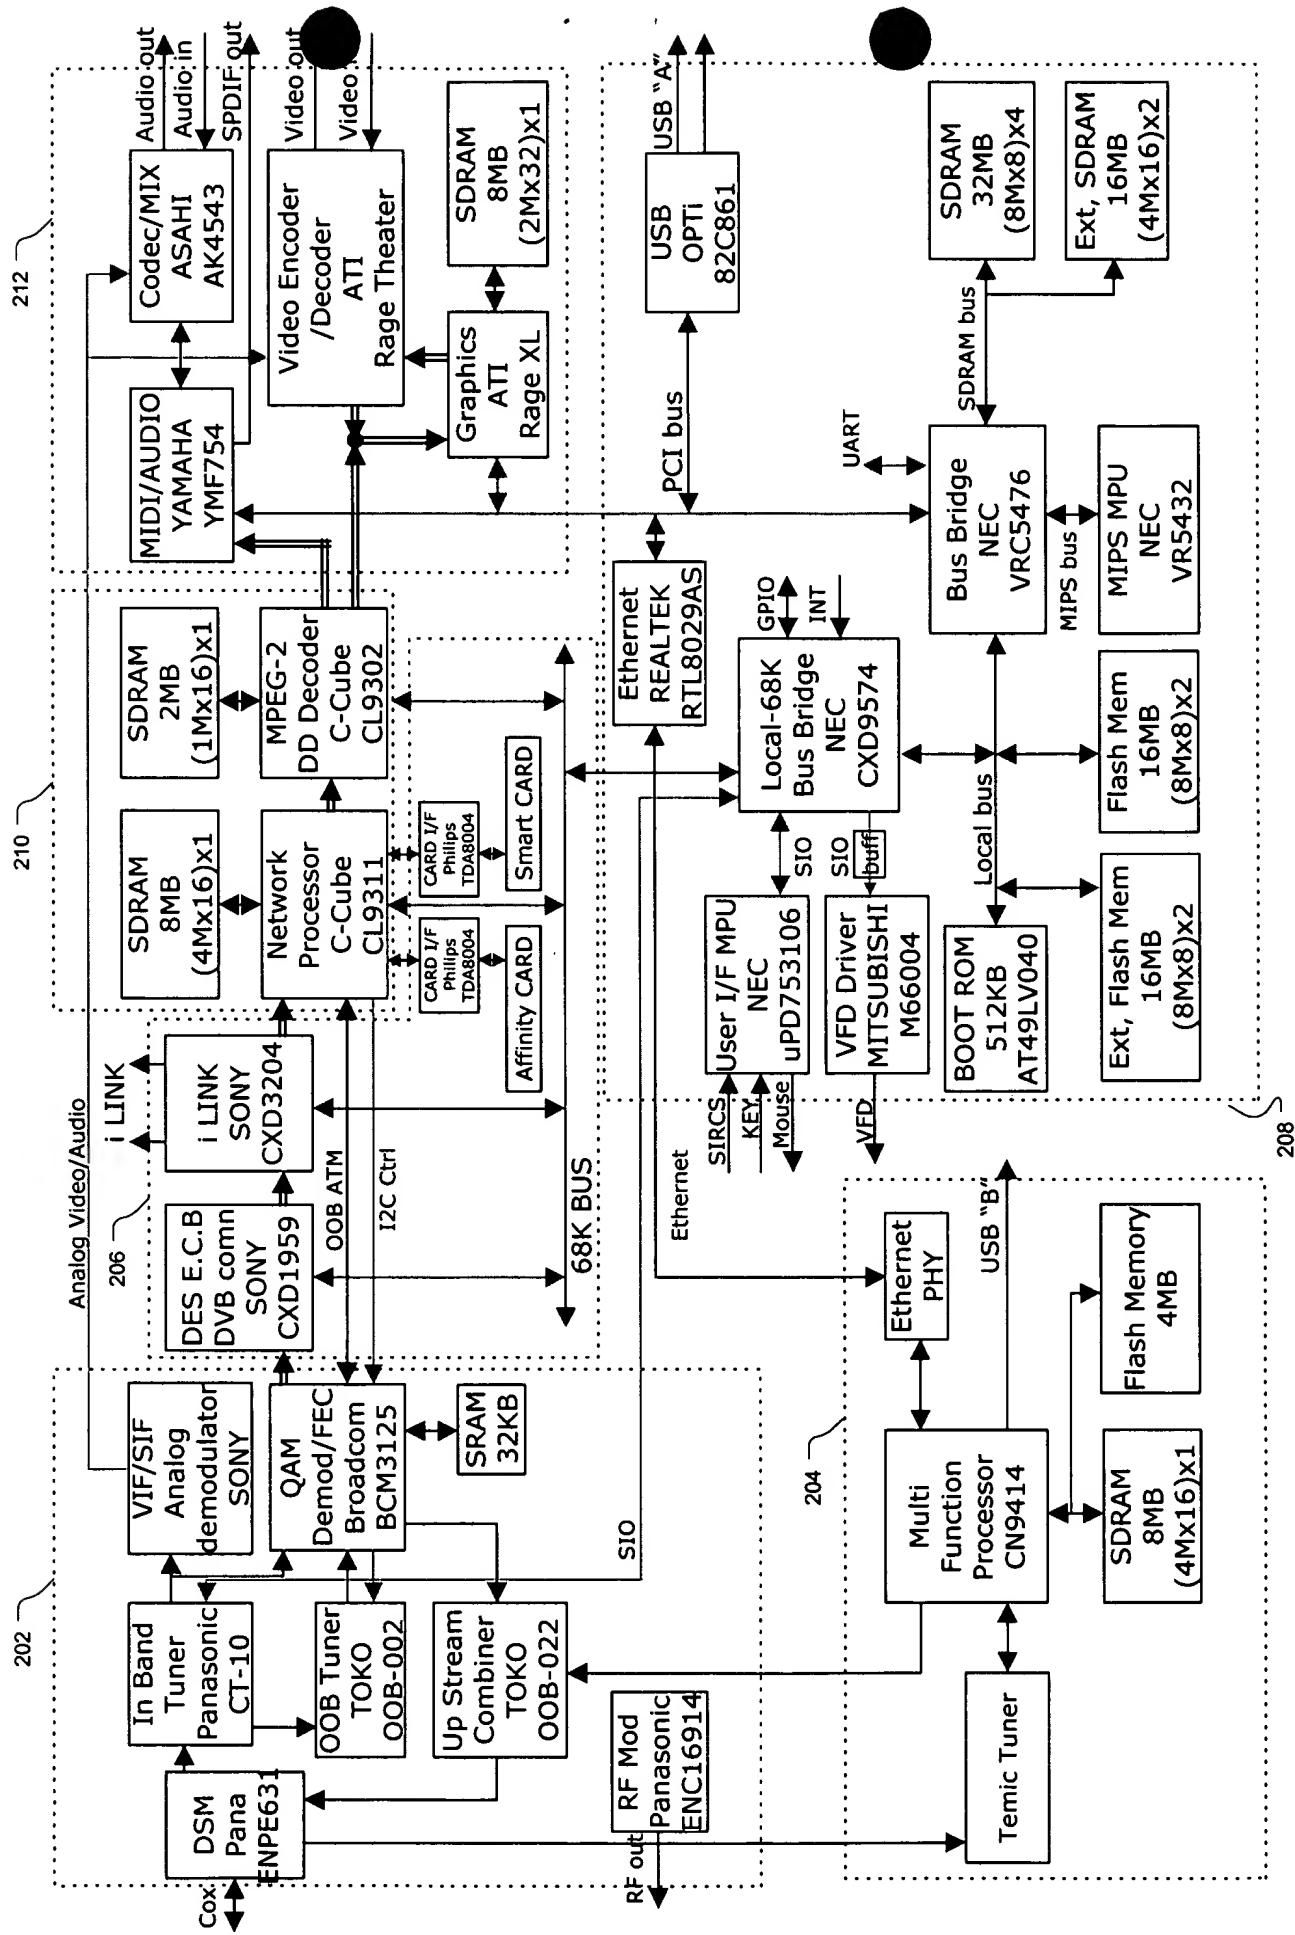 202
Cox
DSM
Pana
ENPE631
In Band
Tuner
Panasonic
CT-10
OOB Tuner
TOKO
OOB-002
Up Stream
Combiner
TOKO
OOB-022
RF Mod
Panasonic
ENC16914
RF out
VIF/SIF
Analog
demodulator
SONY
QAM
Demod/FEC
Broadcom
BCM3125
SRAM
32KB
SIO
Analog Video/Audio
206
DES E.C.B
DVB comn
SONY
CXD1959
i LINK
SONY
CXD3204
i LINK
OOB ATM
I2C Ctrl
68K BUS
210
SDRAM
8MB
(4Mx16)x1
Network
Processor
C-Cube
CL9311
SDRAM
2MB
(1Mx16)x1
MPEG-2
DD Decoder
C-Cube
CL9302
CARD I/F
Philips
TDA8004
Affinity CARD
CARD I/F
Philips
TDA8004
Smart CARD
212
MIDI/AUDIO
YAMAHA
YMF754
Codec/MIX
ASAHI
AK4543
Audio out
Audio in
SPDIF out
Video Encoder
/Decoder
ATI
Rage Theater
Video out
Video
Graphics
ATI
Rage XL
SDRAM
8MB
(2Mx32)x1
204
Temic Tuner
Multi
Function
Processor
CN9414
Ethernet
PHY
USB "B"
SDRAM
8MB
(4Mx16)x1
Flash Memory
4MB
Ethernet
208
SIRCS
KEY
Mouse
VFD
User I/F MPU
NEC
uPD753106
VFD Driver
MITSUBISHI
M66004
SIO
SIO
buff
Ethernet
REALTEK
RTL8029AS
Local-68K
Bus Bridge
NEC
CXD9574
GPIO
INT
PCI bus
USB
OPTi
82C861
USB "A"
UART
Bus Bridge
NEC
VRC5476
SDRAM bus
SDRAM
32MB
(8Mx8)x4
Ext, SDRAM
16MB
(4Mx16)x2
MIPS bus
MIPS MPU
NEC
VR5432
Local bus
BOOT ROM
512KB
AT49LV040
Flash Mem
16MB
(8Mx8)x2
Ext, Flash Mem
16MB
(8Mx8)x2